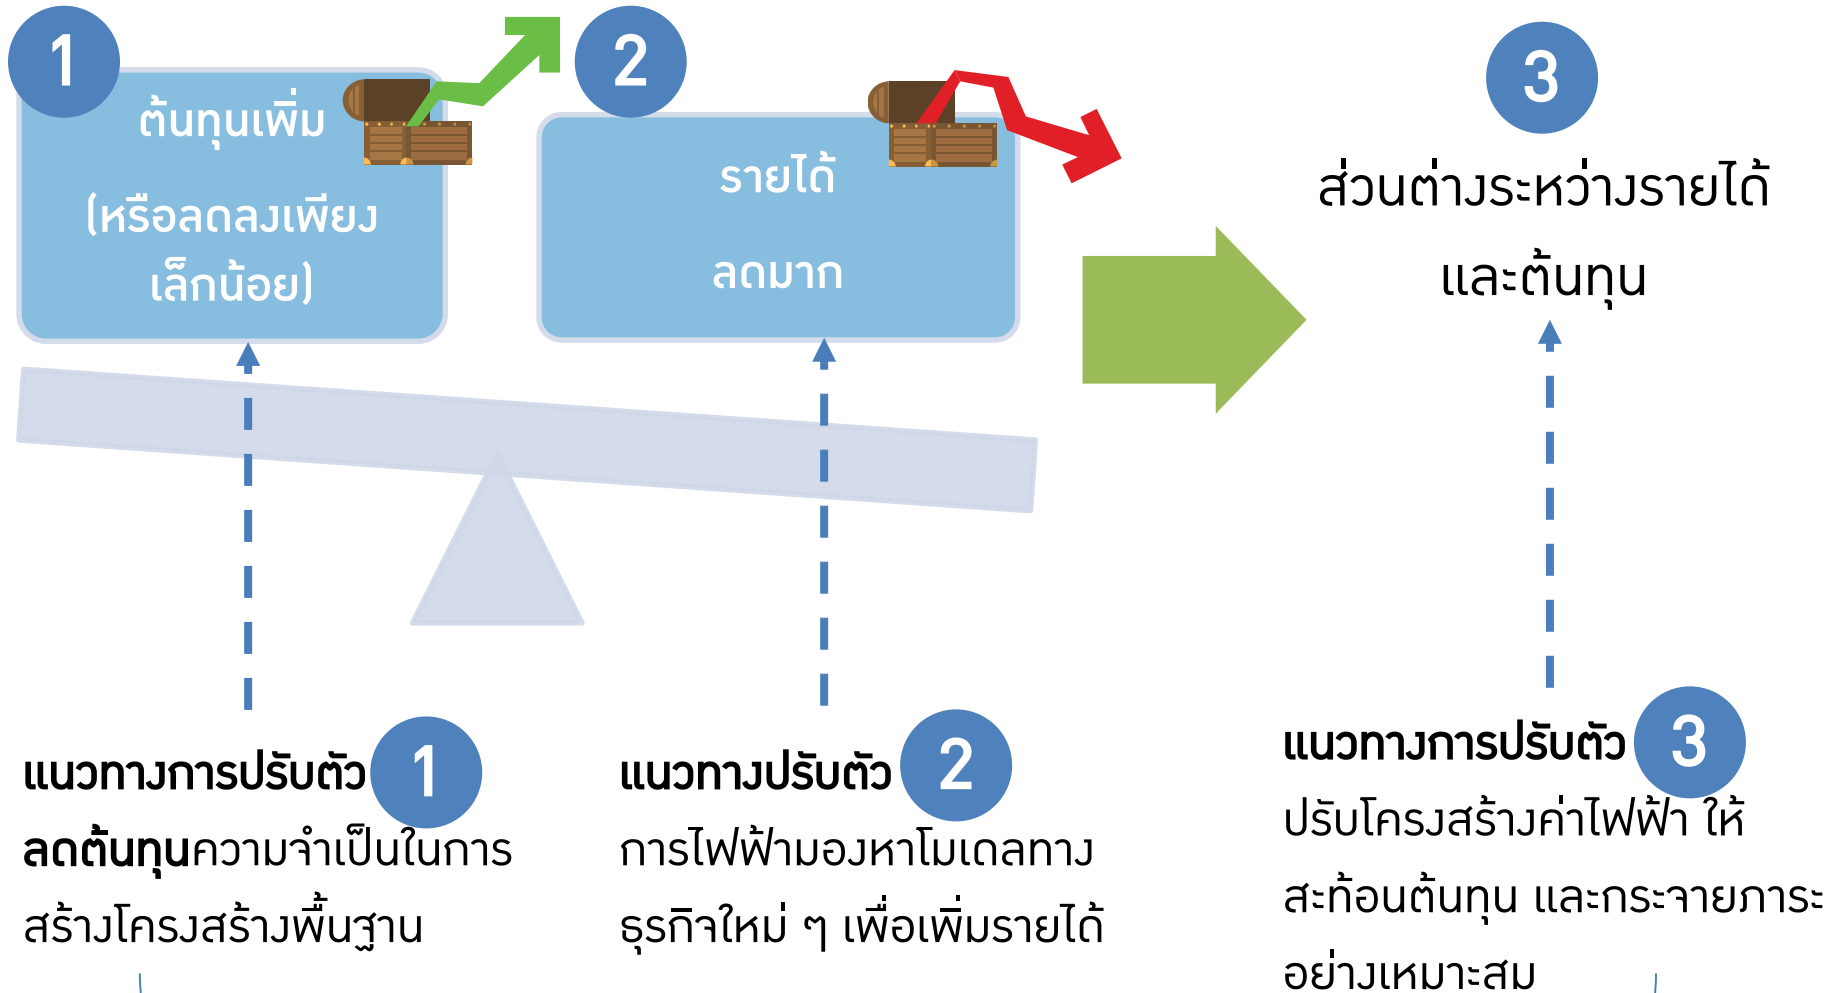 1
ต้นทุนเพิ่ม
(หรือลดลงเพียง
เล็กน้อย)
2
รายได้
ลดมาก
3
ส่วนต่างระหว่างรายได้
และต้นทุน
แนวทางการปรับตัว 1
ลดต้นทุนความจำเป็นในการ
สร้างโครงสร้างพื้นฐาน
แนวทางปรับตัว 2
การไฟฟ้ามองหาโมเดลทาง
ธุรกิจใหม่ ๆ เพื่อเพิ่มรายได้
แนวทางการปรับตัว 3
ปรับโครงสร้างค่าไฟฟ้า ให้
สะท้อนต้นทุน และกระจายภาระ
อย่างเหมาะสม